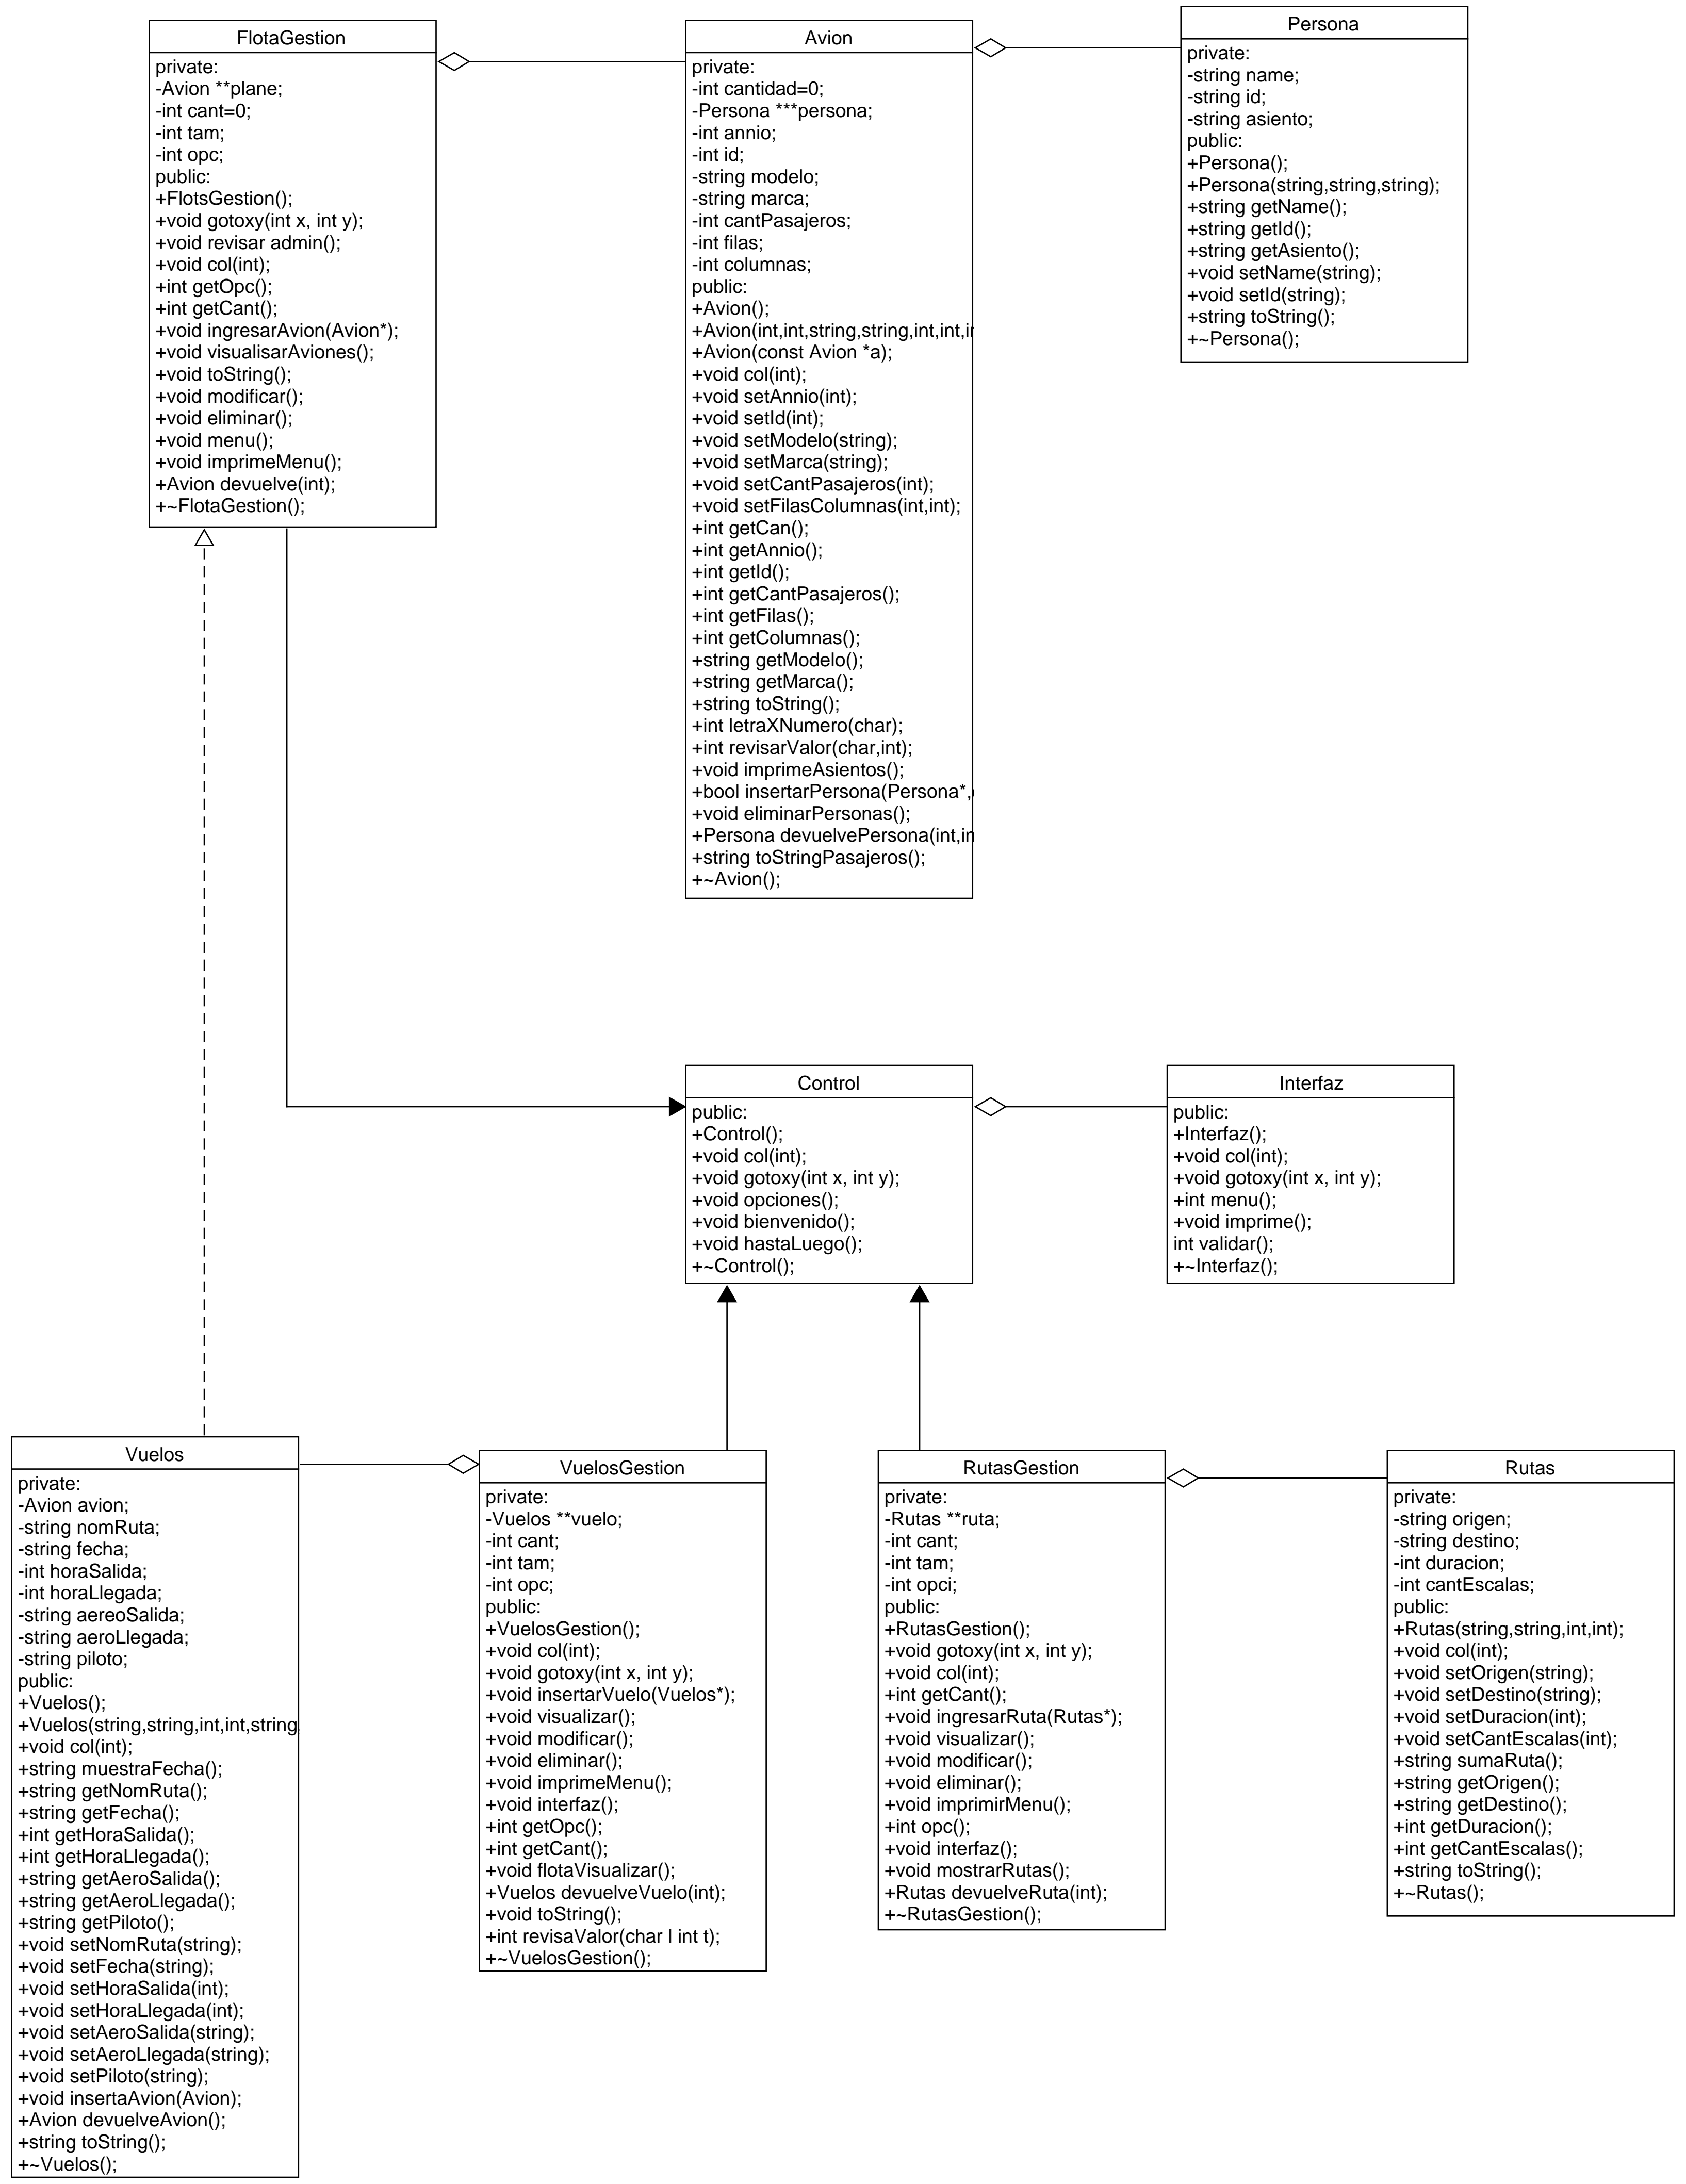 FlotaGestion
private:
-Avion **plane;
-int cant=0;
-int tam;
-int opc;
public:
+FlotsGestion();
+void gotoxy(int x, int y);
+void revisar admin();
+void col(int);
+int getOpc();
+int getCant();
+void ingresarAvion(Avion*);
+void visualisarAviones();
+void toString();
+void modificar();
+void eliminar();
+void menu();
+void imprimeMenu();
+Avion devuelve(int);
+~FlotaGestion();
Avion
private:
-int cantidad=0;
-Persona ***persona;
-int annio;
-int id;
-string modelo;
-string marca;
-int cantPasajeros;
-int filas;
-int columnas;
public:
+Avion();
+Avion(int,int,string,string,int,int,
+Avion(const Avion *a);
+void col(int);
+void setAnnio(int);
+void setId(int);
+void setModelo(string);
+void setMarca(string);
+void setCantPasajeros(int);
+void setFilasColumnas(int,int);
+int getCan();
+int getAnnio();
+int getId();
+int getCantPasajeros();
+int getFilas();
+int getColumnas();
+string getModelo();
+string getMarca();
+string toString();
+int letraXNumero(char);
+int revisarValor(char,int);
+void imprimeAsientos();
+bool insertarPersona(Persona*,
+void eliminarPersonas();
+Persona devuelvePersona(int,
+string toStringPasajeros();
+~Avion();
Persona
private:
-string name;
-string id;
-string asiento;
public:
+Persona();
+Persona(string,string,string);
+string getName();
+string getId();
+string getAsiento();
+void setName(string);
+void setId(string);
+string toString();
+~Persona();
Control
public:
+Control();
+void col(int);
+void gotoxy(int x, int y);
+void opciones();
+void bienvenido();
+void hastaLuego();
+~Control();
Interfaz
public:
+Interfaz();
+void col(int);
+void gotoxy(int x, int y);
+int menu();
+void imprime();
int validar();
+~Interfaz();
Vuelos
private:
-Avion avion;
-string nomRuta;
-string fecha;
-int horaSalida;
-int horaLlegada;
-string aereoSalida;
-string aeroLlegada;
-string piloto;
public:
+Vuelos();
+Vuelos(string,string,int,int,string
+void col(int);
+string muestraFecha();
+string getNomRuta();
+string getFecha();
+int getHoraSalida();
+int getHoraLlegada();
+string getAeroSalida();
+string getAeroLlegada();
+string getPiloto();
+void setNomRuta(string);
+void setFecha(string);
+void setHoraSalida(int);
+void setHoraLlegada(int);
+void setAeroSalida(string);
+void setAeroLlegada(string);
+void setPiloto(string);
+void insertaAvion(Avion);
+Avion devuelveAvion();
+string toString();
+~Vuelos();
VuelosGestion
private:
-Vuelos **vuelo;
-int cant;
-int tam;
-int opc;
public:
+VuelosGestion();
+void col(int);
+void gotoxy(int x, int y);
+void insertarVuelo(Vuelos*);
+void visualizar();
+void modificar();
+void eliminar();
+void imprimeMenu();
+void interfaz();
+int getOpc();
+int getCant();
+void flotaVisualizar();
+Vuelos devuelveVuelo(int);
+void toString();
+int revisaValor(char l int t);
+~VuelosGestion();
RutasGestion
private:
-Rutas **ruta;
-int cant;
-int tam;
-int opci;
public:
+RutasGestion();
+void gotoxy(int x, int y);
+void col(int);
+int getCant();
+void ingresarRuta(Rutas*);
+void visualizar();
+void modificar();
+void eliminar();
+void imprimirMenu();
+int opc();
+void interfaz();
+void mostrarRutas();
+Rutas devuelveRuta(int);
+~RutasGestion();
Rutas
private:
-string origen;
-string destino;
-int duracion;
-int cantEscalas;
public:
+Rutas(string,string,int,int);
+void col(int);
+void setOrigen(string);
+void setDestino(string);
+void setDuracion(int);
+void setCantEscalas(int);
+string sumaRuta();
+string getOrigen();
+string getDestino();
+int getDuracion();
+int getCantEscalas();
+string toString();
+~Rutas();